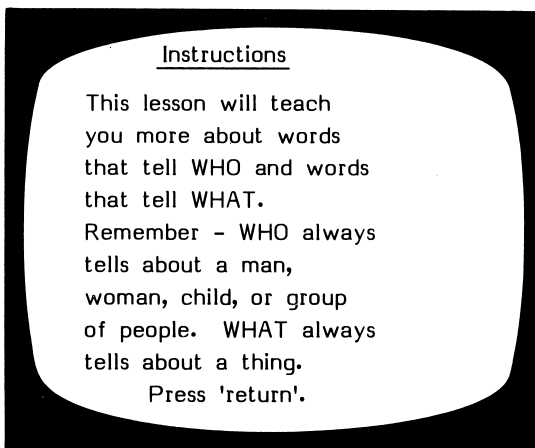 Instructions
This lesson will teach
you more about words
that tell WHO and words
that tell WHAT.
Remember - WHO always
tells about a man,
woman, child, or group
of people.  WHAT always
tells about a thing.
Press 'return'.